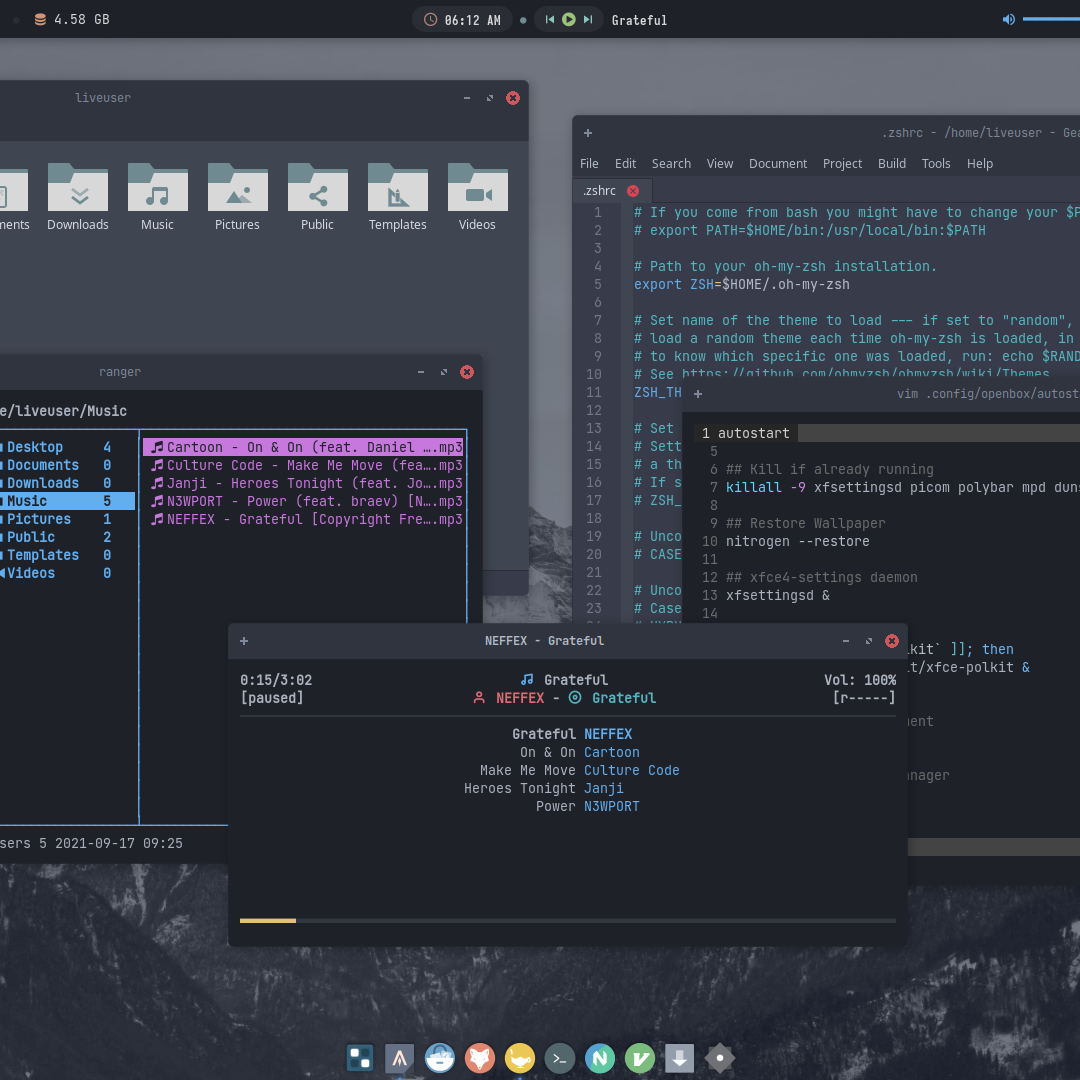 4.58 GB
06:12 AM
Grateful
liveuser
ments Downloads Music Pictures Public Templates Videos
.zshrc - /home/liveuser - Gea
File Edit Search View Document Project Build Tools Help
.zshrc
1 # If you come from bash you might have to change your $P
2 # export PATH=$HOME/bin:/usr/local/bin:$PATH
3
4 # Path to your oh-my-zsh installation.
5 export ZSH=$HOME/.oh-my-zsh
6
7 # Set name of the theme to load --- if set to "random",
8 # load a random theme each time oh-my-zsh is loaded, in
9 # to know which specific one was loaded, run: echo $RAND
10 # See https://github.com/ohmyzsh/ohmyzsh/wiki/Themes
11 ZSH_TH
12
13 # Set
14 # Sett
15 # a th
16 # If s
17 # ZSH_
18
19 # Unco
20 # CASE
21
22 # Unco
23 # Case
ranger
e/liveuser/Music
Desktop 4
Documents 0
Downloads 0
Music 5
Pictures 1
Public 2
Templates 0
Videos 0
Cartoon - On & On (feat. Daniel ….mp3
Culture Code - Make Me Move (fea….mp3
Janji - Heroes Tonight (feat. Jo….mp3
N3WPORT - Power (feat. braev) [N….mp3
NEFFEX - Grateful [Copyright Fre….mp3
sers 5 2021-09-17 09:25
vim .config/openbox/autosta
1 autostart
5
6 ## Kill if already running
7 killall -9 xfsettingsd picom polybar mpd duns
8
9 ## Restore Wallpaper
10 nitrogen --restore
11
12 ## xfce4-settings daemon
13 xfsettingsd &
14
lkit` ]]; then
it/xfce-polkit &
ment
anager
NEFFEX - Grateful
0:15/3:02 Grateful Vol: 100%
[paused] NEFFEX - Grateful [r-----]
Grateful NEFFEX
On & On Cartoon
Make Me Move Culture Code
Heroes Tonight Janji
Power N3WPORT